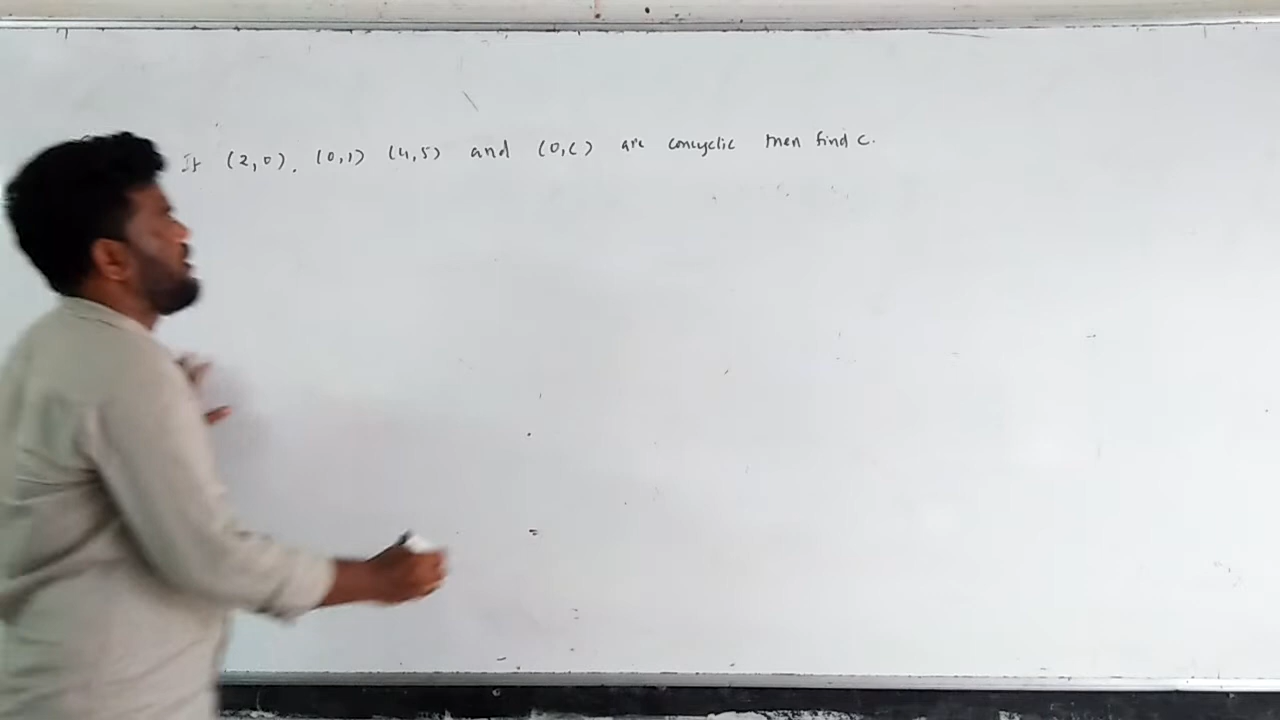 If (2,0), (0,1) (4,5) and (0,c) are concyclic then find c.